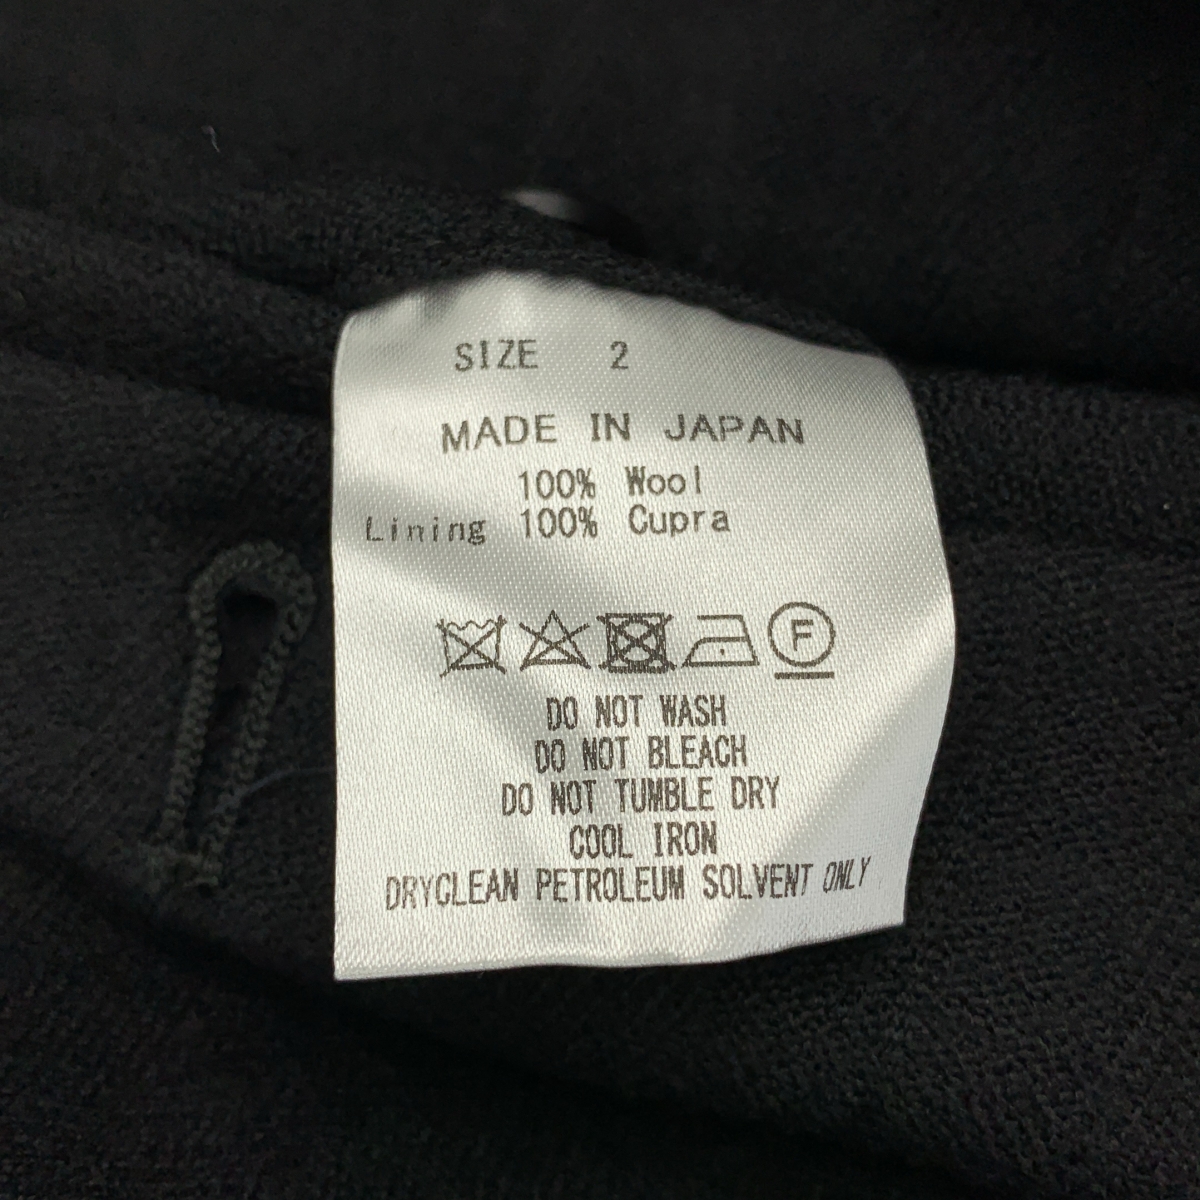 SIZE 2
MADE IN JAPAN
100% Wool
Lining 100% Cupra
F
DO NOT WASH
DO NOT BLEACH
DO NOT TUMBLE DRY
COOL IRON
DRYCLEAN PETROLEUM SOLVENT ONLY